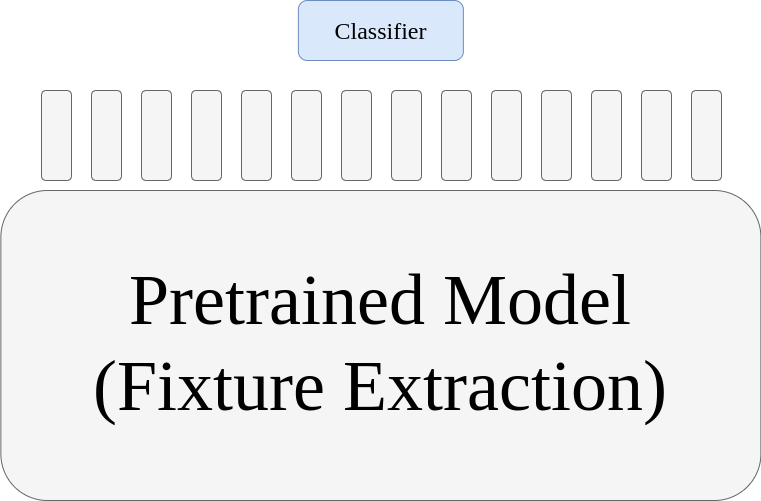 Classifier
Pretrained Model
(Fixture Extraction)